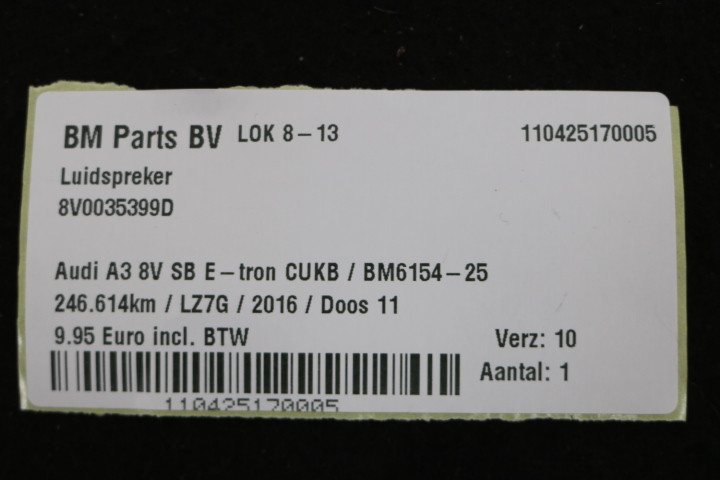 BM Parts BV LOK 8-13 110425170005
Luidspreker
8V0035399D
Audi A3 8V SB E-tron CUKB / BM6154-25
246.614km / LZ7G / 2016 / Doos 11
9.95 Euro incl. BTW Verz: 10
Aantal: 1
110425170005